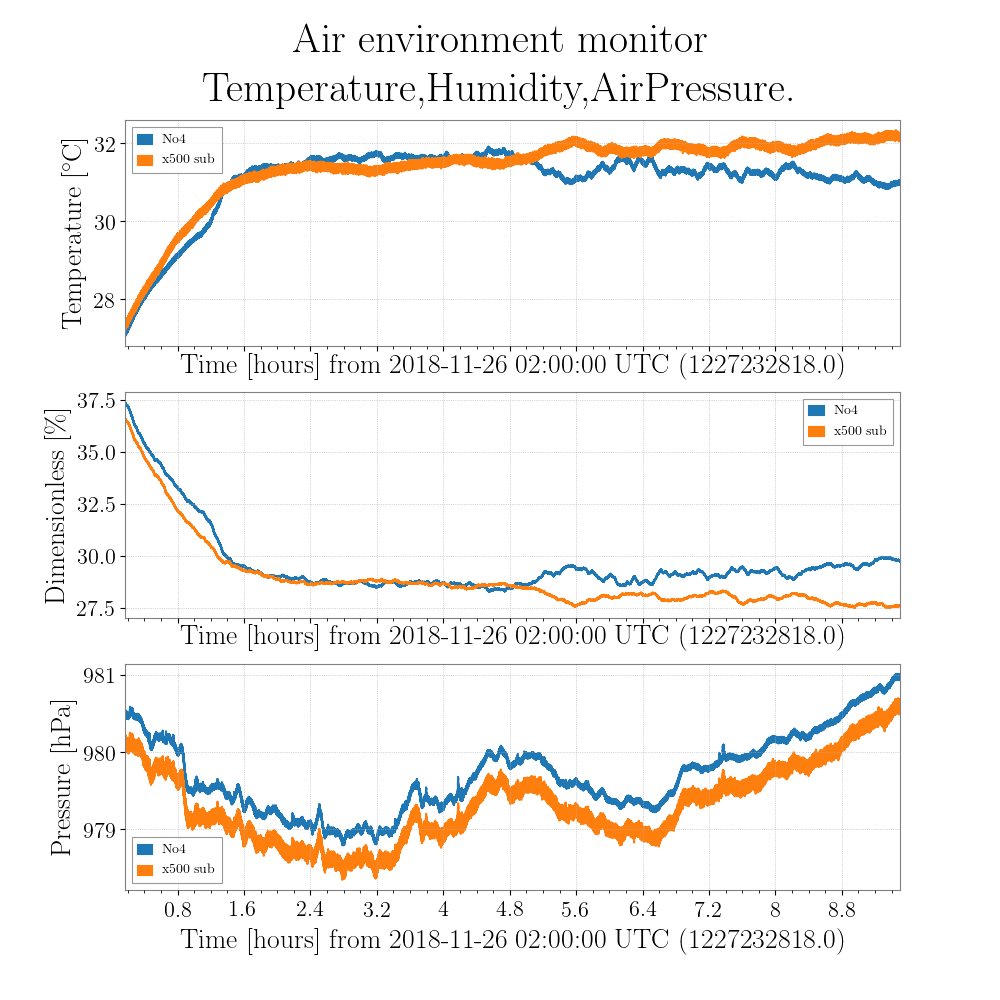 Air environment monitor
Temperature,Humidity,AirPressure.
Temperature [°C]
32
30
28
No4
x500 sub
Time [hours] from 2018-11-26 02:00:00 UTC (1227232818.0)
Dimensionless [%]
37.5
35.0
32.5
30.0
27.5
No4
x500 sub
Time [hours] from 2018-11-26 02:00:00 UTC (1227232818.0)
Pressure [hPa]
981
980
979
No4
x500 sub
0.8 1.6 2.4 3.2 4 4.8 5.6 6.4 7.2 8 8.8
Time [hours] from 2018-11-26 02:00:00 UTC (1227232818.0)